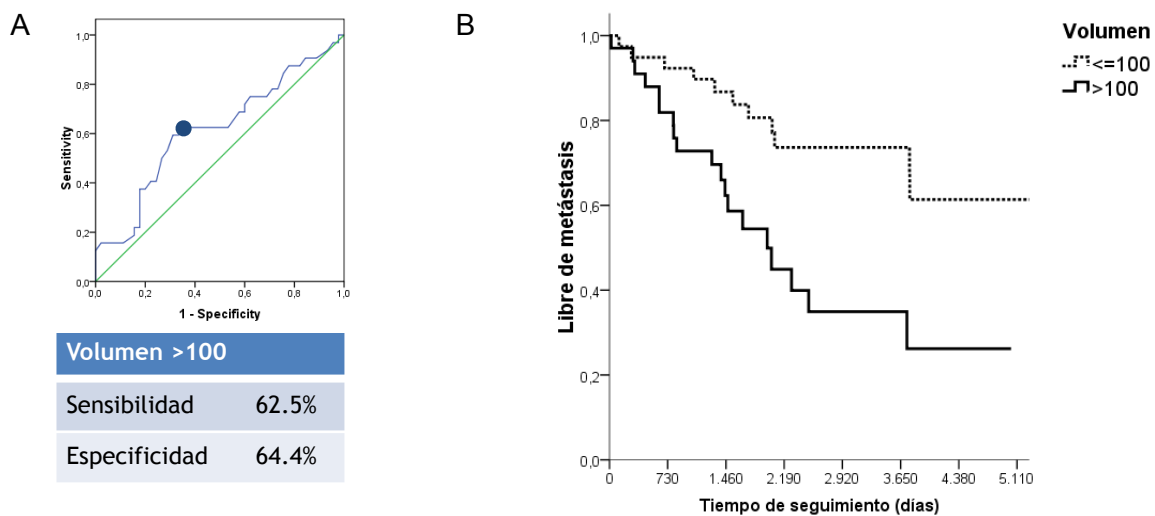 A
Sensitivity
1,0
0,8
0,6
0,4
0,2
0,0
0,0 0,2 0,4 0,6 0,8 1,0
1 - Specificity
Volumen >100
Sensibilidad 62.5%
Especificidad 64.4%
B
Libre de metástasis
1,0
0,8
0,6
0,4
0,2
0,0
0 730 1.460 2.190 2.920 3.650 4.380 5.110
Tiempo de seguimiento (días)
Volumen
<=100
>100